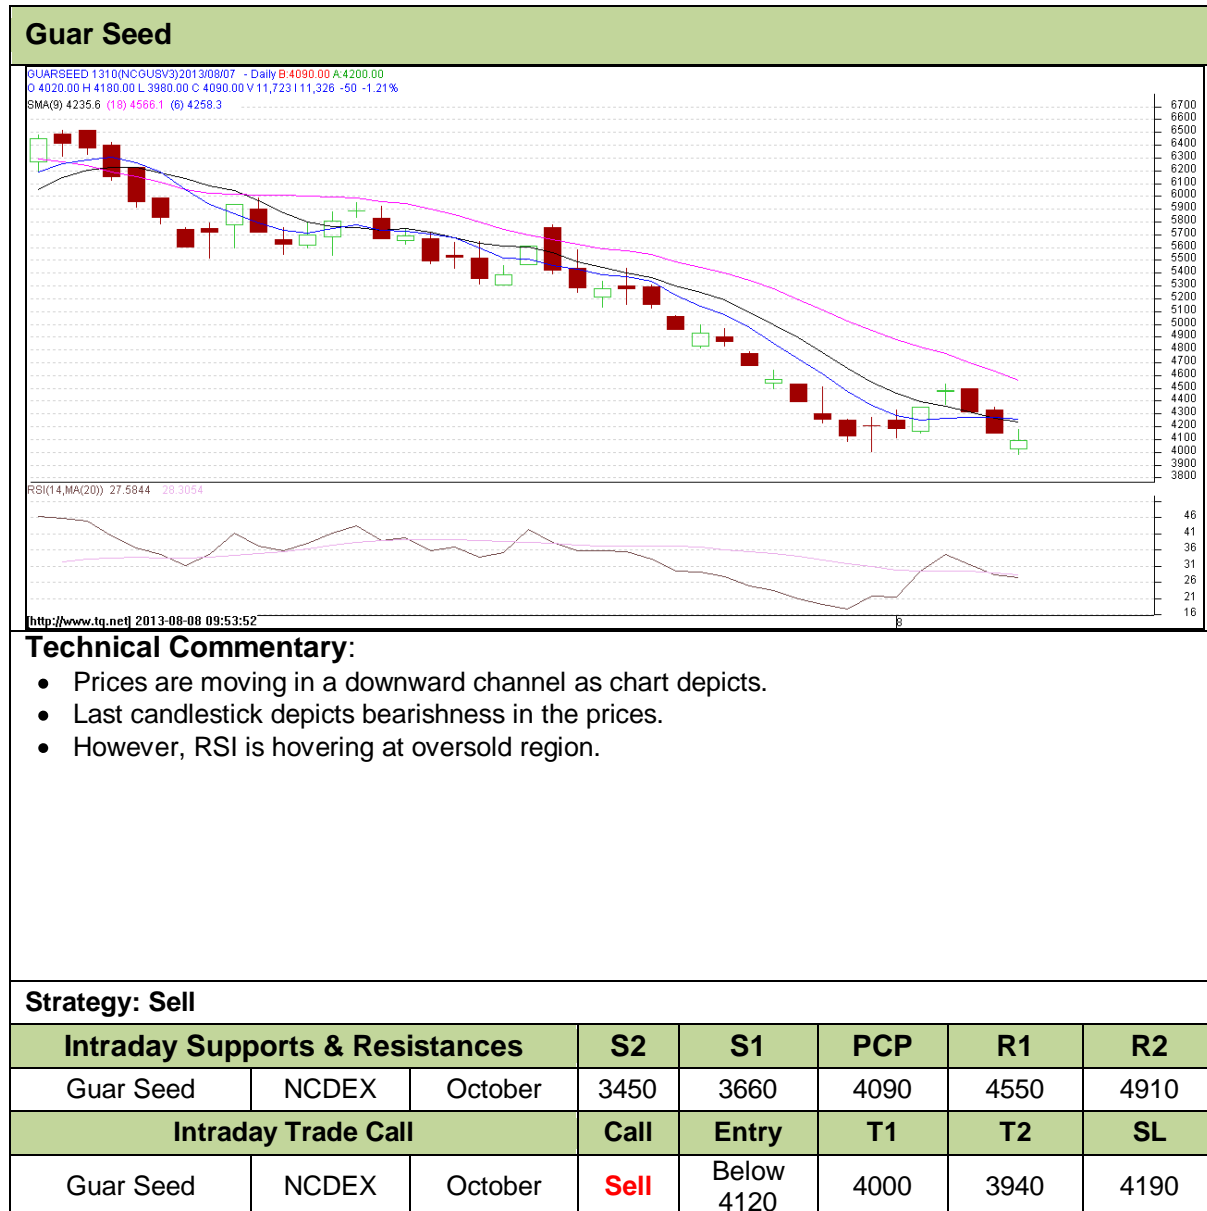 Guar Seed
GUARSEED 1310(NCGUSV3)2013/08/07 - Daily B:4090.00 A:4200.00
O 4020.00 H 4180.00 L 3980.00 C 4090.00 V 11,723 I 11,326 -50 -1.21%
SMA(9) 4235.6 (18) 4566.1 (6) 4258.3
6700
6600
6500
6400
6300
6200
6100
6000
5900
5800
5700
5600
5500
5400
5300
5200
5100
5000
4900
4800
4700
4600
4500
4400
4300
4200
4100
4000
3900
3800
RSI(14,MA(20)) 27.5844 28.3054
46
41
36
31
26
21
16
[http://www.tq.net] 2013-08-08 09:53:52
8
Technical Commentary:
• Prices are moving in a downward channel as chart depicts.
• Last candlestick depicts bearishness in the prices.
• However, RSI is hovering at oversold region.
Strategy: Sell
Intraday Supports & Resistances S2 S1 PCP R1 R2
Guar Seed NCDEX October 3450 3660 4090 4550 4910
Intraday Trade Call Call Entry T1 T2 SL
Guar Seed NCDEX October Sell Below 4120 4000 3940 4190